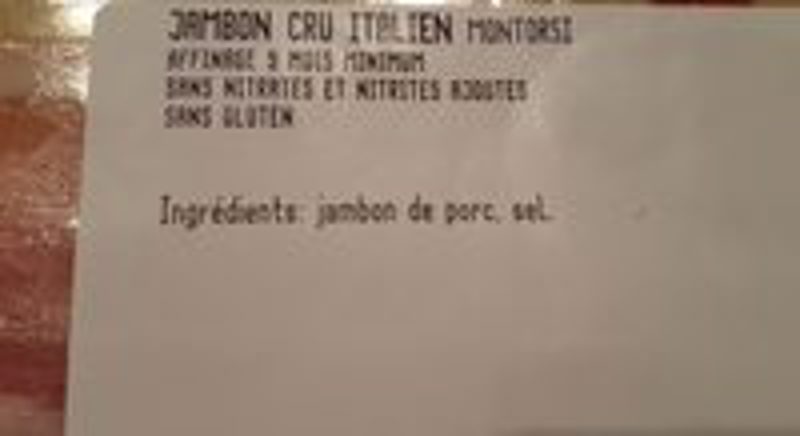 JAMBON CRU ITALIEN MONTORSI
AFFINAGE 9 MOIS MINIMUM
SANS NITRATES ET NITRITES AJOUTES
SANS GLUTEN
Ingrédients: jambon de porc, sel.